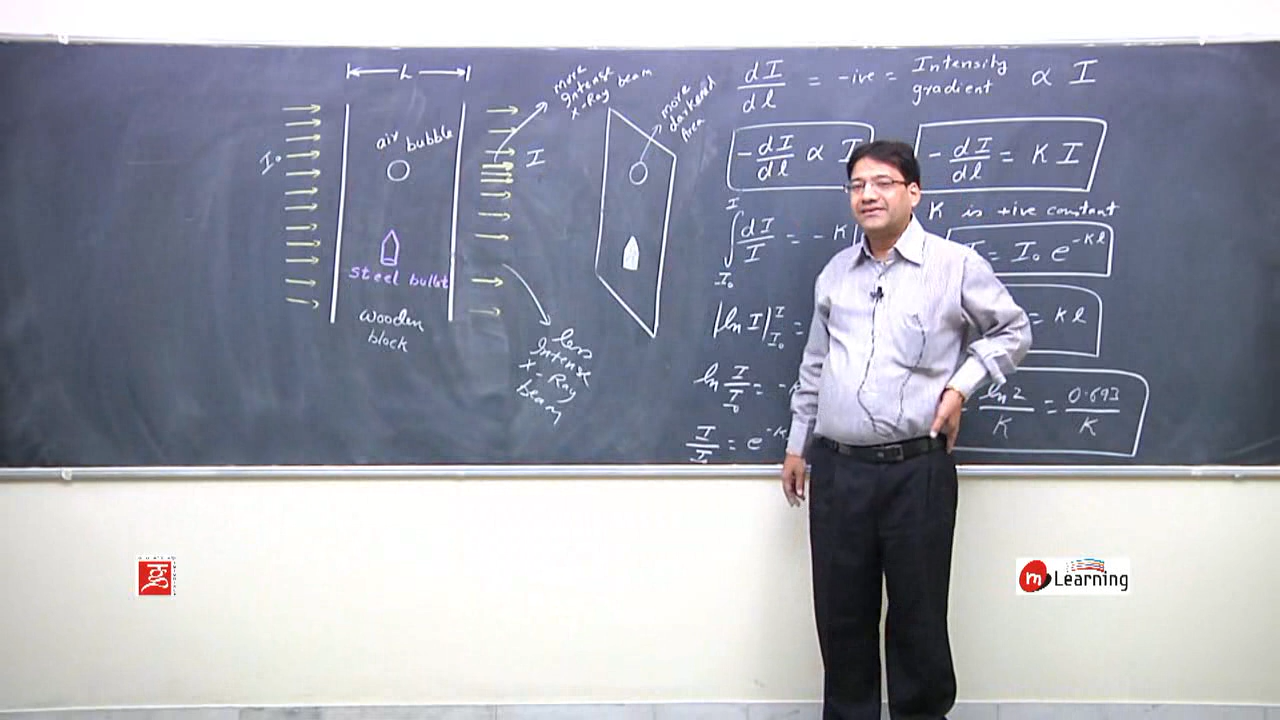 L
more
Intense
x-Ray beam
air bubble
I₀
I
steel bullet
wooden
block
less
Intense
x-Ray
beam
more
darkened
Area
dI/dl = -ive = Intensity gradient ∝ I
-dI/dl ∝ I
-dI/dl = K I
K is +ive constant
∫ I₀ I dI/I = - K
I = I₀ e^-Kl
|ln I| I I₀ =
= Kl
ln I/I₀ = - K
= ln 2/K = 0.693/K
I/I = e^-K
m Learning